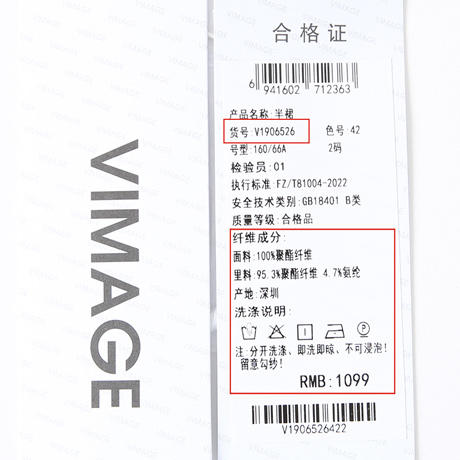 VIMAGE
合格证
6 941602 712363
产品名称:半裙
货号:V1906526 色号:42
号型:160/66A 2码
检验员:01
执行标准:FZ/T81004-2022
安全技术类别:GB18401 B类
质量等级:合格品
纤维成分:
面料:100%聚酯纤维
里料:95.3%聚酯纤维 4.7%氨纶
产地:深圳
洗涤说明:
注:分开洗涤、即洗即晾、不可浸泡!
留意勾纱!
RMB:1099
V1906526422